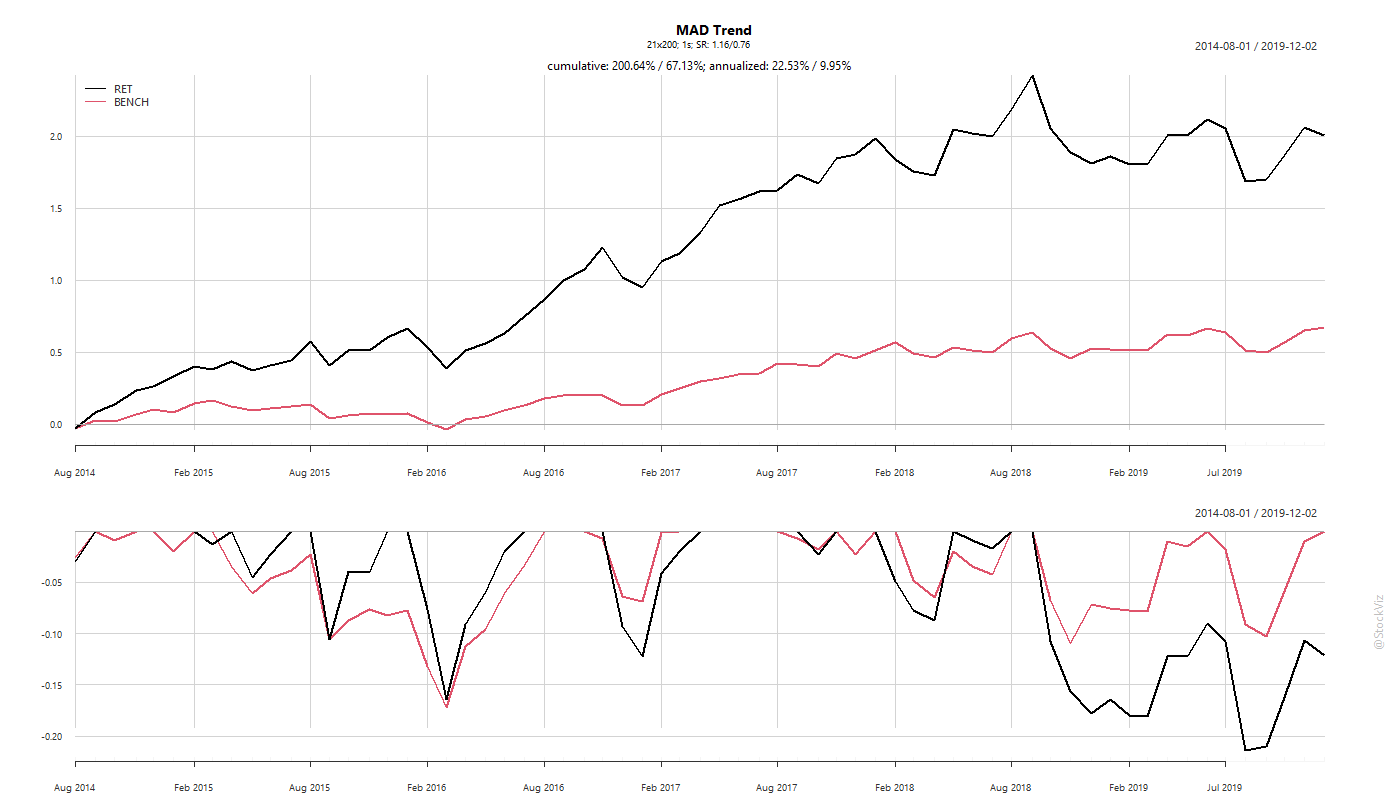 MAD Trend
21x200; 1s; SR: 1.16/0.76
2014-08-01 / 2019-12-02
cumulative: 200.64% / 67.13%; annualized: 22.53% / 9.95%
RET
BENCH
2.0
1.5
1.0
0.5
0.0
Aug 2014 Feb 2015 Aug 2015 Feb 2016 Aug 2016 Feb 2017 Aug 2017 Feb 2018 Aug 2018 Feb 2019 Jul 2019
2014-08-01 / 2019-12-02
-0.05
-0.10
-0.15
-0.20
Aug 2014 Feb 2015 Aug 2015 Feb 2016 Aug 2016 Feb 2017 Aug 2017 Feb 2018 Aug 2018 Feb 2019 Jul 2019
@StockViz